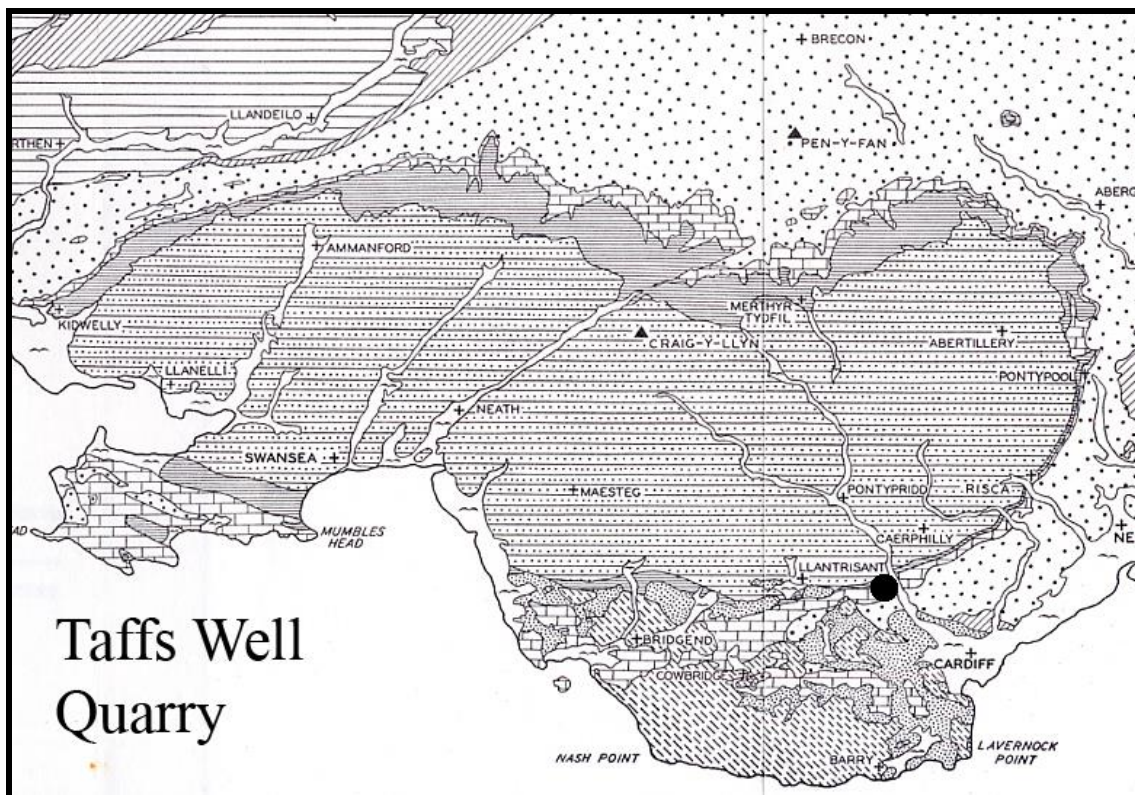 BRECON
LLANDEILO
RTHEN
PEN-Y-FAN
ABERG
AMMANFORD
MERTHYR
TYDFIL
KIDWELLY
CRAIG-Y-LLYN
ABERTILLERY
LLANELLI
PONTYPOOL
NEATH
SWANSEA
MAESTEG
PONTYPRIDD
RISCA
MUMBLES
HEAD
AD
CAERPHILLY
NE
LLANTRISANT
Taffs Well
Quarry
BRIDGEND
CARDIFF
COWBRIDGE
NASH POINT
BARRY
LAVERNOCK
POINT